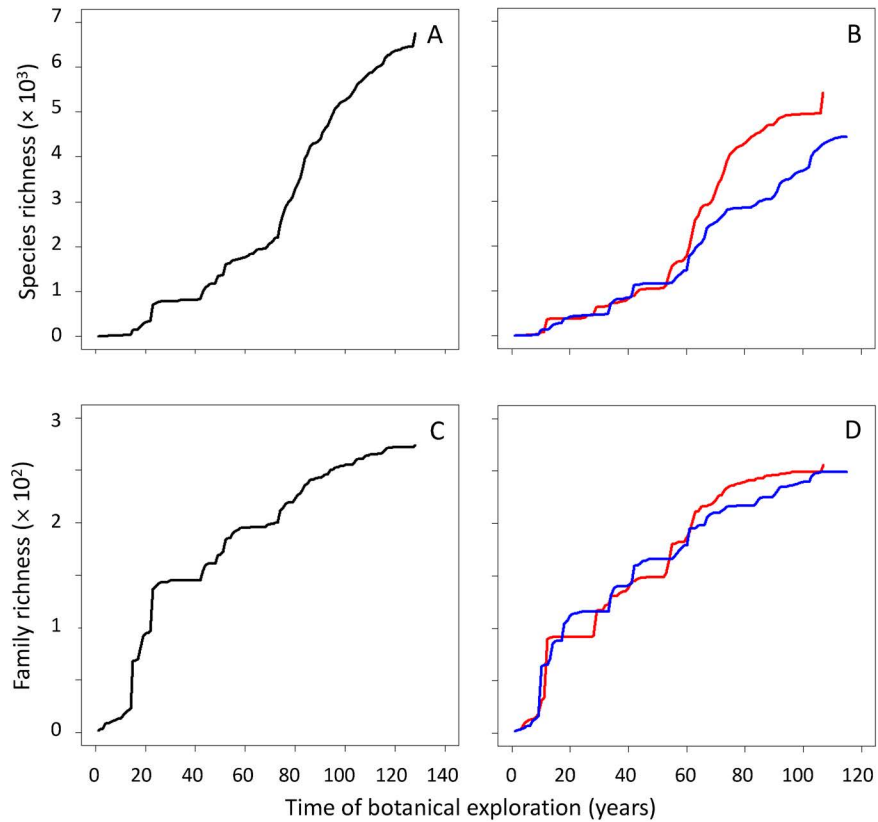 A
B
Species richness (× 10³)
7
6
5
4
3
2
1
0
C
D
Family richness (× 10²)
3
2
1
0
0 20 40 60 80 100 120 140
0 20 40 60 80 100 120
Time of botanical exploration (years)